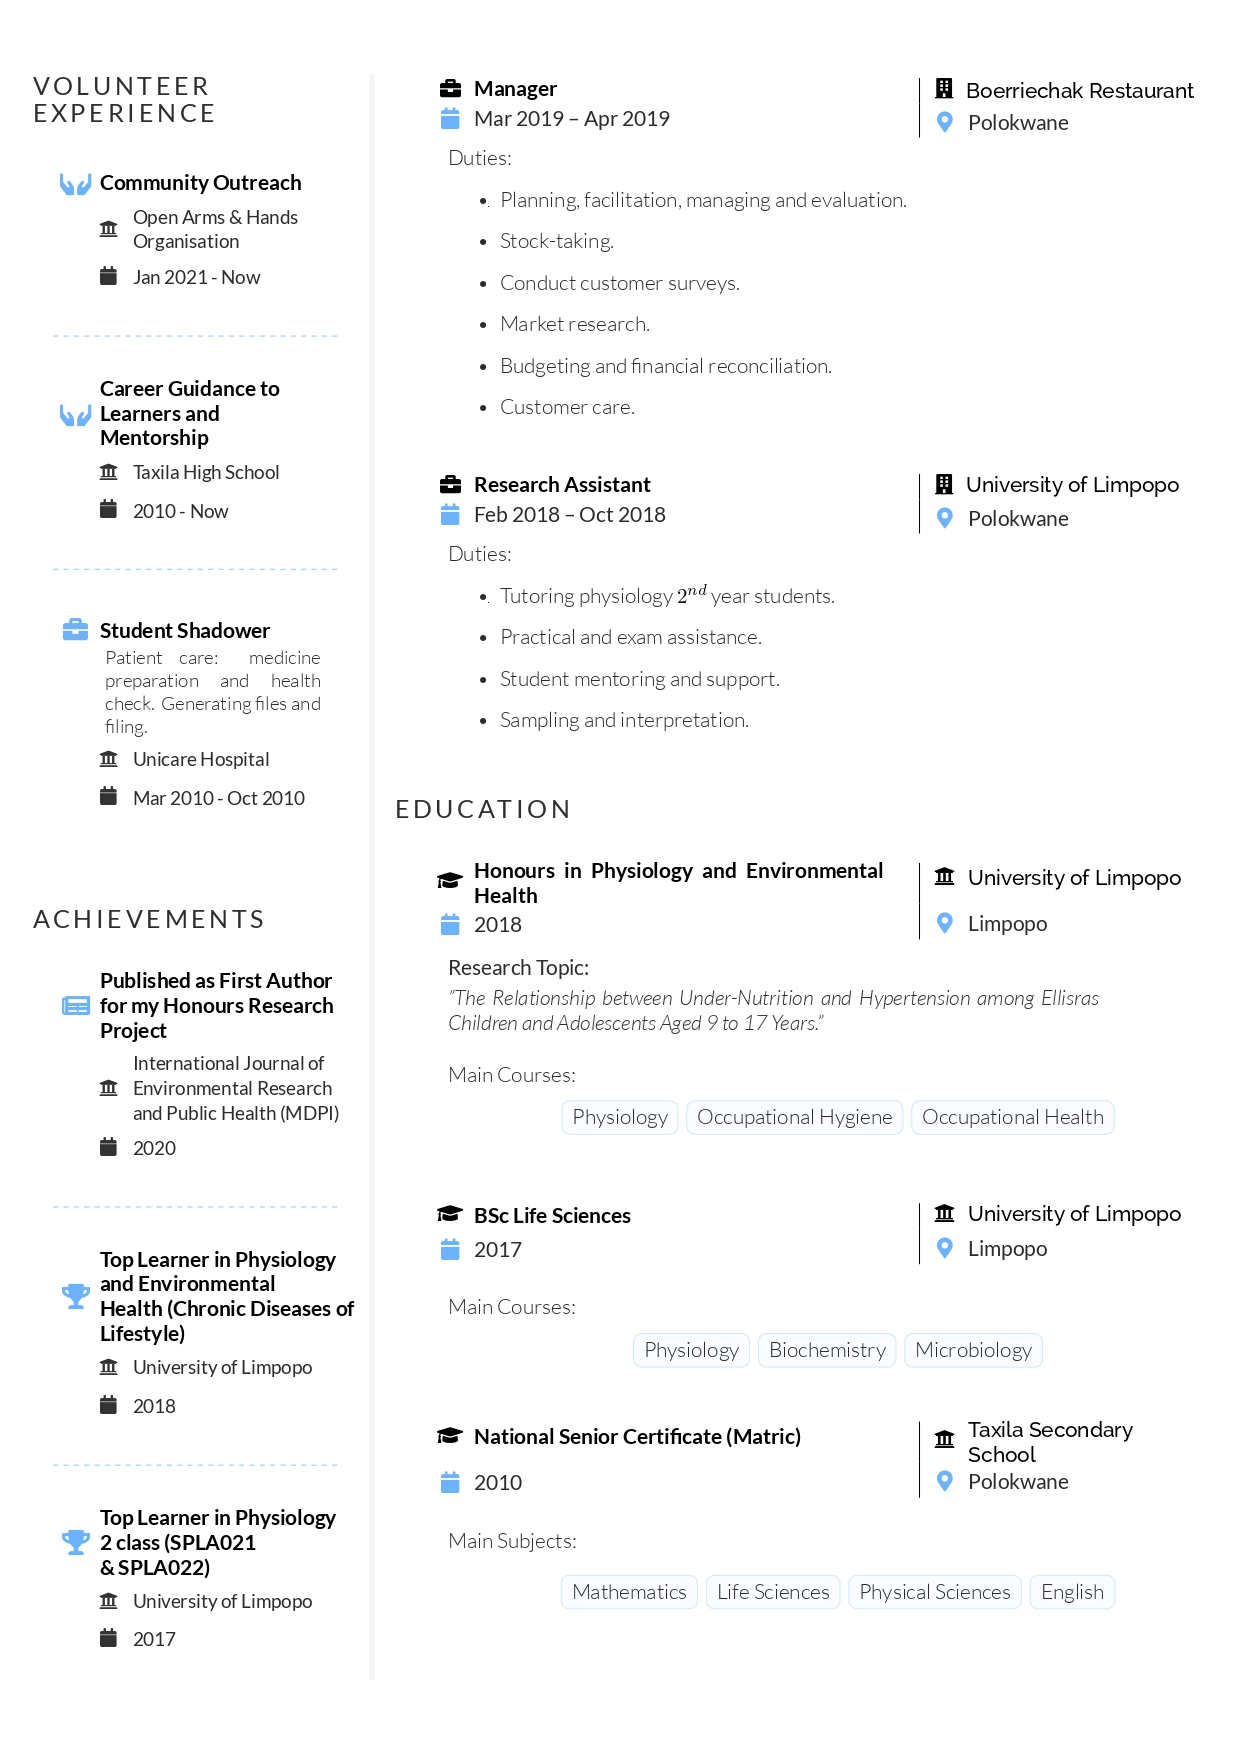 VOLUNTEER
EXPERIENCE
Community Outreach
Open Arms & Hands
Organisation
Jan 2021 - Now
Career Guidance to
Learners and
Mentorship
Taxila High School
2010 - Now
Student Shadower
Patient care: medicine
preparation and health
check. Generating files and
filing.
Unicare Hospital
Mar 2010 - Oct 2010
ACHIEVEMENTS
Published as First Author
for my Honours Research
Project
International Journal of
Environmental Research
and Public Health (MDPI)
2020
Top Learner in Physiology
and Environmental
Health (Chronic Diseases of
Lifestyle)
University of Limpopo
2018
Top Learner in Physiology
2 class (SPLA021
& SPLA022)
University of Limpopo
2017
Manager
Boerriechak Restaurant
Mar 2019 – Apr 2019
Polokwane
Duties:
• Planning, facilitation, managing and evaluation.
• Stock-taking.
• Conduct customer surveys.
• Market research.
• Budgeting and financial reconciliation.
• Customer care.
Research Assistant
University of Limpopo
Feb 2018 – Oct 2018
Polokwane
Duties:
• Tutoring physiology 2nd year students.
• Practical and exam assistance.
• Student mentoring and support.
• Sampling and interpretation.
EDUCATION
Honours in Physiology and Environmental
Health
University of Limpopo
2018
Limpopo
Research Topic:
”The Relationship between Under-Nutrition and Hypertension among Ellisras
Children and Adolescents Aged 9 to 17 Years.”
Main Courses:
Physiology Occupational Hygiene Occupational Health
BSc Life Sciences
University of Limpopo
2017
Limpopo
Main Courses:
Physiology Biochemistry Microbiology
National Senior Certificate (Matric)
Taxila Secondary
School
2010
Polokwane
Main Subjects:
Mathematics Life Sciences Physical Sciences English